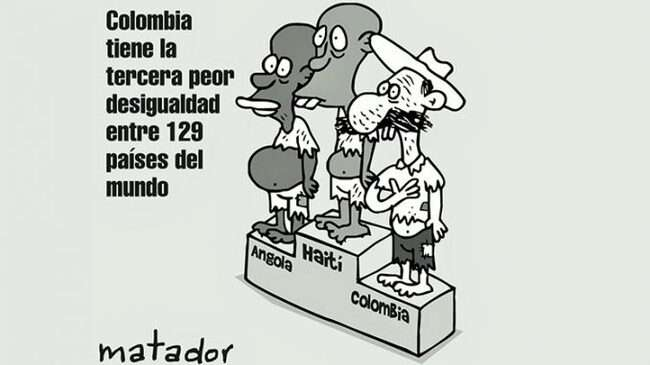 Colombia
tiene la
tercera peor
desigualdad
entre 129
países del
mundo
Angola
Haití
Colombia
matador